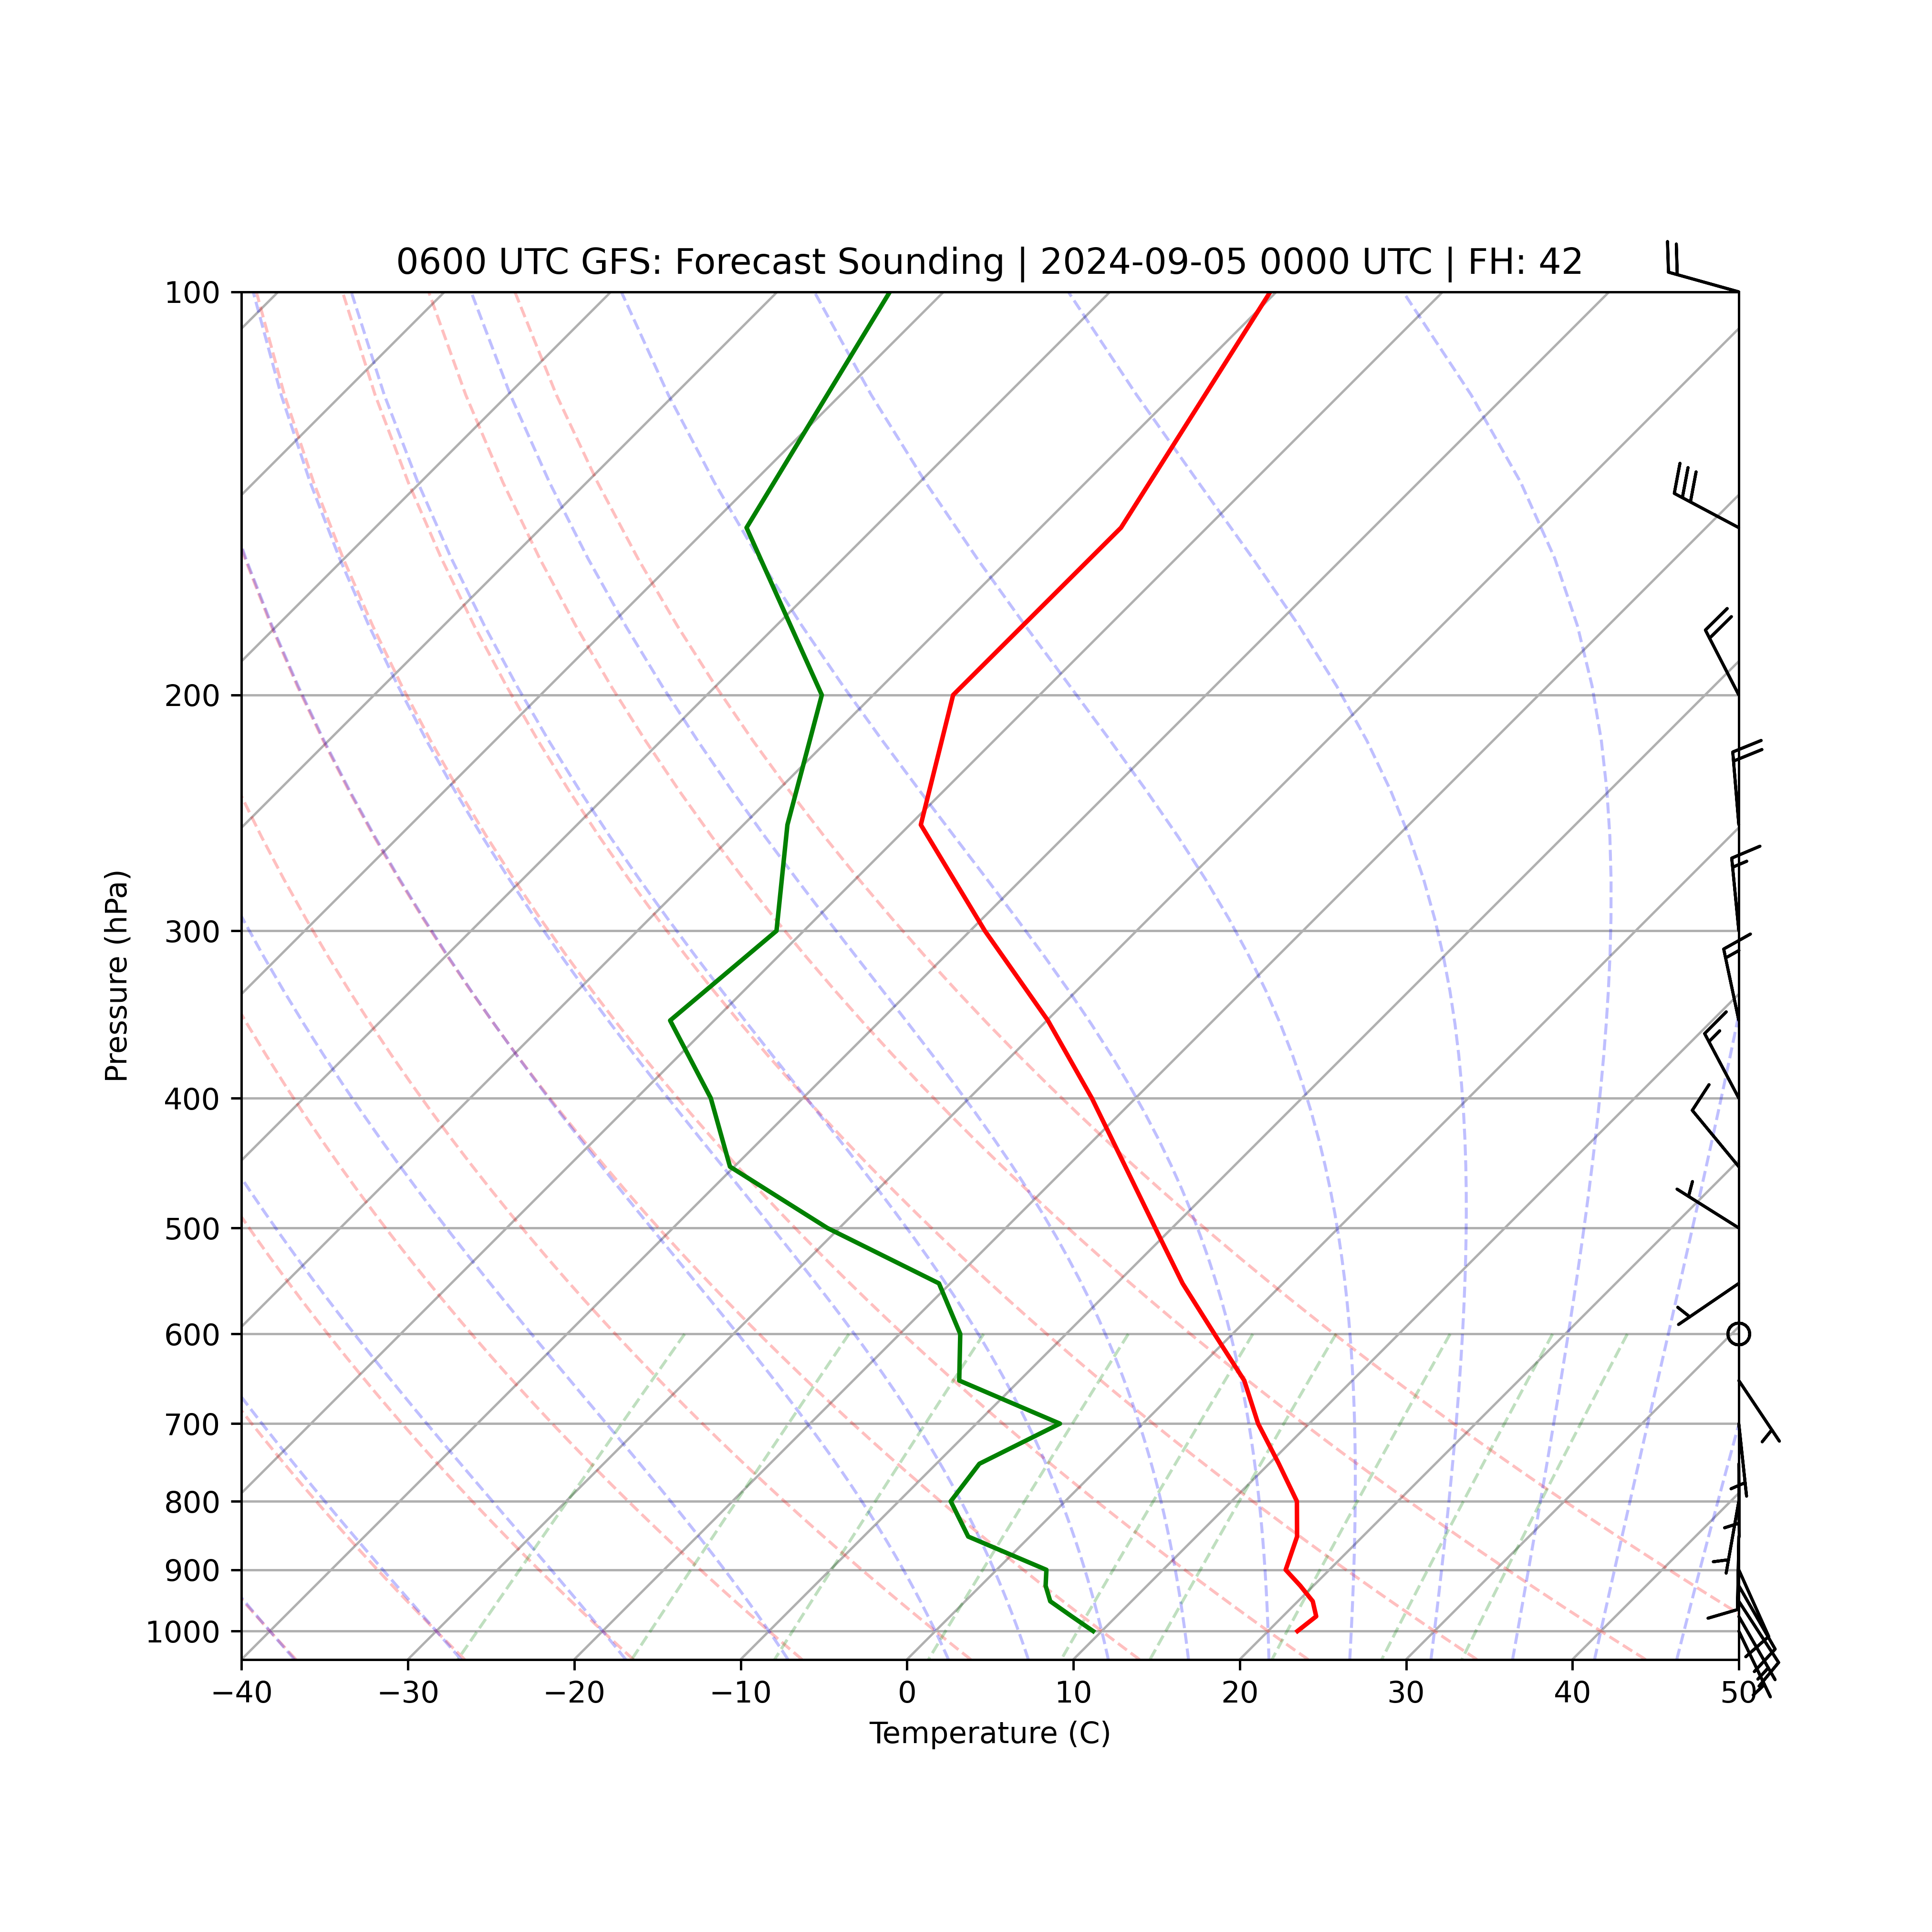 0600 UTC GFS: Forecast Sounding | 2024-09-05 0000 UTC | FH: 42
100
200
300
400
500
600
700
800
900
1000
Pressure (hPa)
−40 −30 −20 −10 0 10 20 30 40 50
Temperature (C)